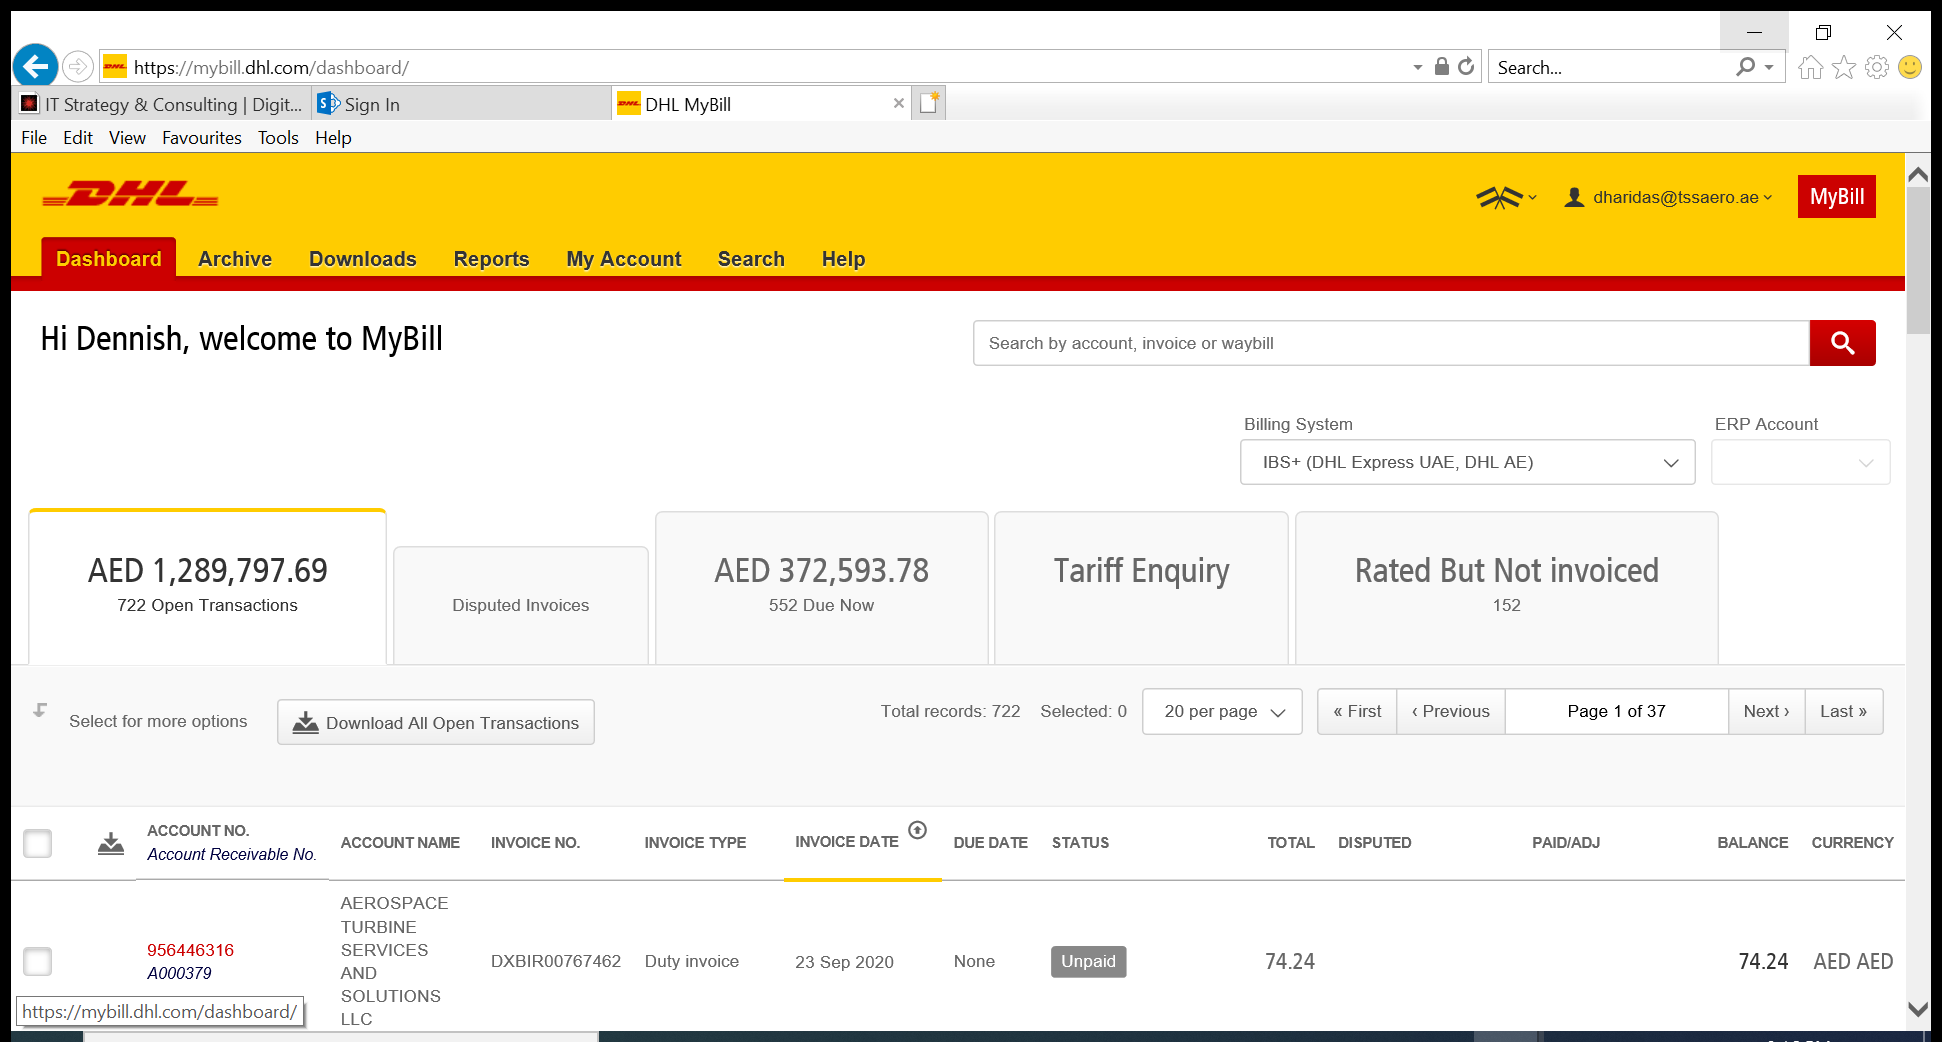 https://mybill.dhl.com/dashboard/
Search...
IT Strategy & Consulting | Digit...
Sign In
DHL MyBill
File Edit View Favourites Tools Help
DHL
dharidas@tssaero.ae
MyBill
Dashboard Archive Downloads Reports My Account Search Help
Hi Dennish, welcome to MyBill
Search by account, invoice or waybill
Billing System
ERP Account
IBS+ (DHL Express UAE, DHL AE)
AED 1,289,797.69
722 Open Transactions
Disputed Invoices
AED 372,593.78
552 Due Now
Tariff Enquiry
Rated But Not invoiced
152
Select for more options
Download All Open Transactions
Total records: 722
Selected: 0
20 per page
« First
‹ Previous
Page 1 of 37
Next ›
Last »
ACCOUNT NO.
Account Receivable No.
ACCOUNT NAME
INVOICE NO.
INVOICE TYPE
INVOICE DATE
DUE DATE
STATUS
TOTAL
DISPUTED
PAID/ADJ
BALANCE
CURRENCY
956446316
A000379
AEROSPACE
TURBINE
SERVICES
AND
SOLUTIONS
LLC
DXBIR00767462
Duty invoice
23 Sep 2020
None
Unpaid
74.24
74.24
AED AED
https://mybill.dhl.com/dashboard/